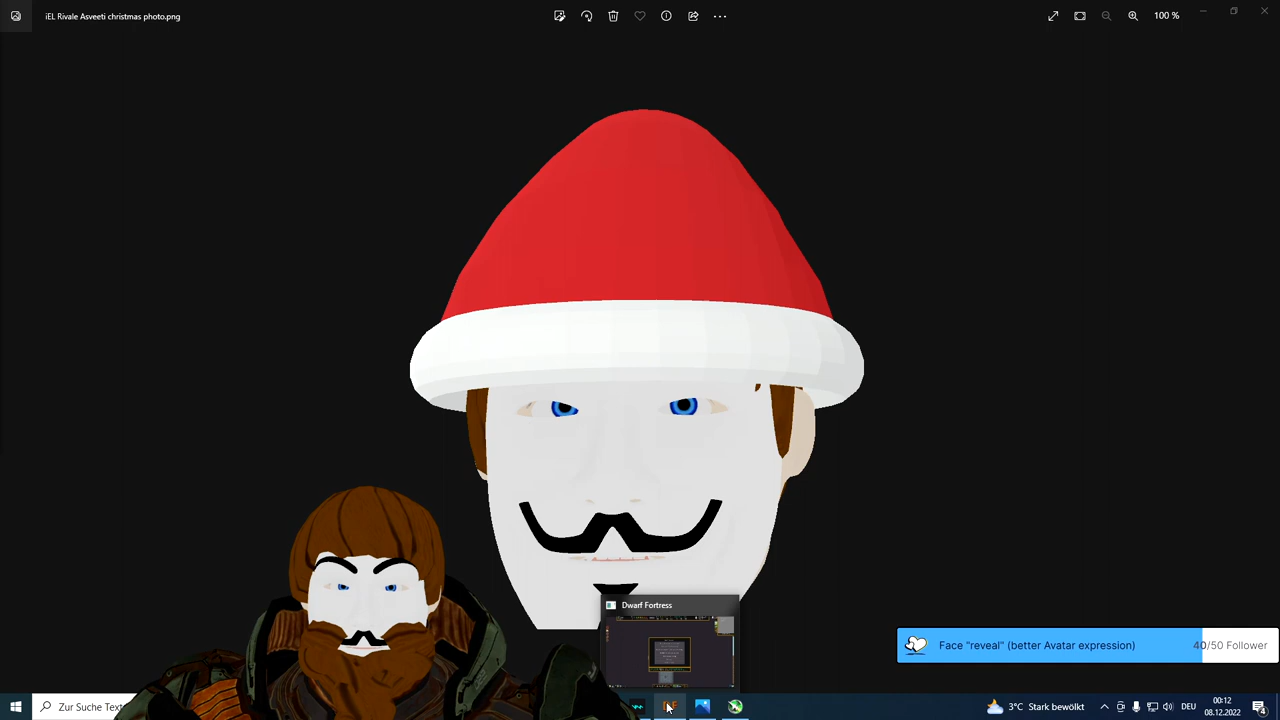 iEL Rivale Asveeti christmas photo.png
100 %
Dwarf Fortress
Face "reveal" (better Avatar expression)
40/50 Follower
Zur Suche Text
3°C Stark bewölkt
DEU
00:12
08.12.2022
4